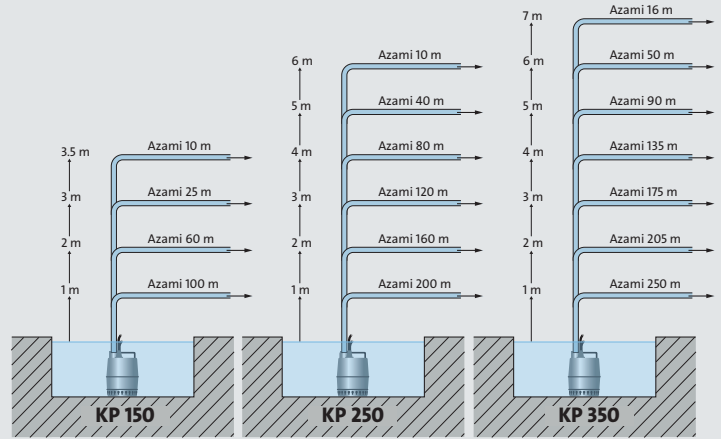 3.5 m
Azami 10 m
3 m
Azami 25 m
2 m
Azami 60 m
1 m
Azami 100 m
KP 150
6 m
Azami 10 m
5 m
Azami 40 m
4 m
Azami 80 m
3 m
Azami 120 m
2 m
Azami 160 m
1 m
Azami 200 m
KP 250
7 m
Azami 16 m
6 m
Azami 50 m
5 m
Azami 90 m
4 m
Azami 135 m
3 m
Azami 175 m
2 m
Azami 205 m
1 m
Azami 250 m
KP 350